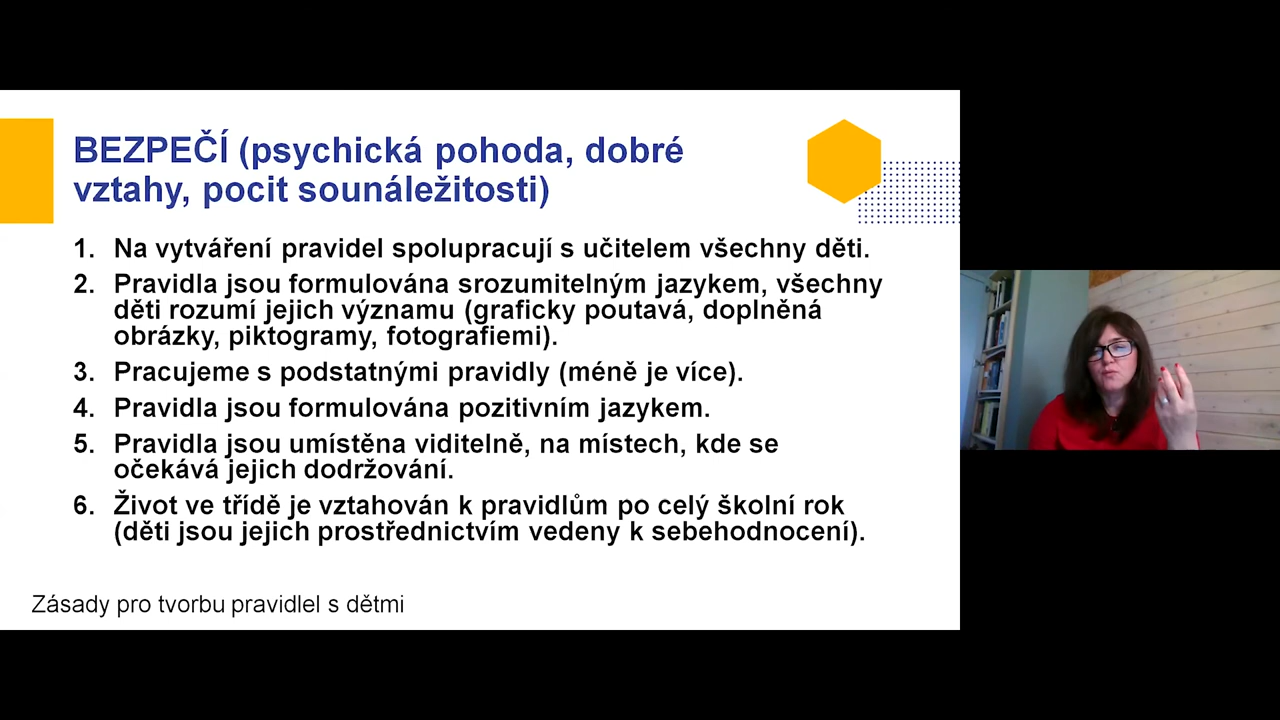 BEZPEČÍ (psychická pohoda, dobré
vztahy, pocit sounáležitosti)
1. Na vytváření pravidel spolupracují s učitelem všechny děti.
2. Pravidla jsou formulována srozumitelným jazykem, všechny
děti rozumí jejich významu (graficky poutavá, doplněná
obrázky, piktogramy, fotografiemi).
3. Pracujeme s podstatnými pravidly (méně je více).
4. Pravidla jsou formulována pozitivním jazykem.
5. Pravidla jsou umístěna viditelně, na místech, kde se
očekává jejich dodržování.
6. Život ve třídě je vztahován k pravidlům po celý školní rok
(děti jsou jejich prostřednictvím vedeny k sebehodnocení).
Zásady pro tvorbu pravidlel s dětmi